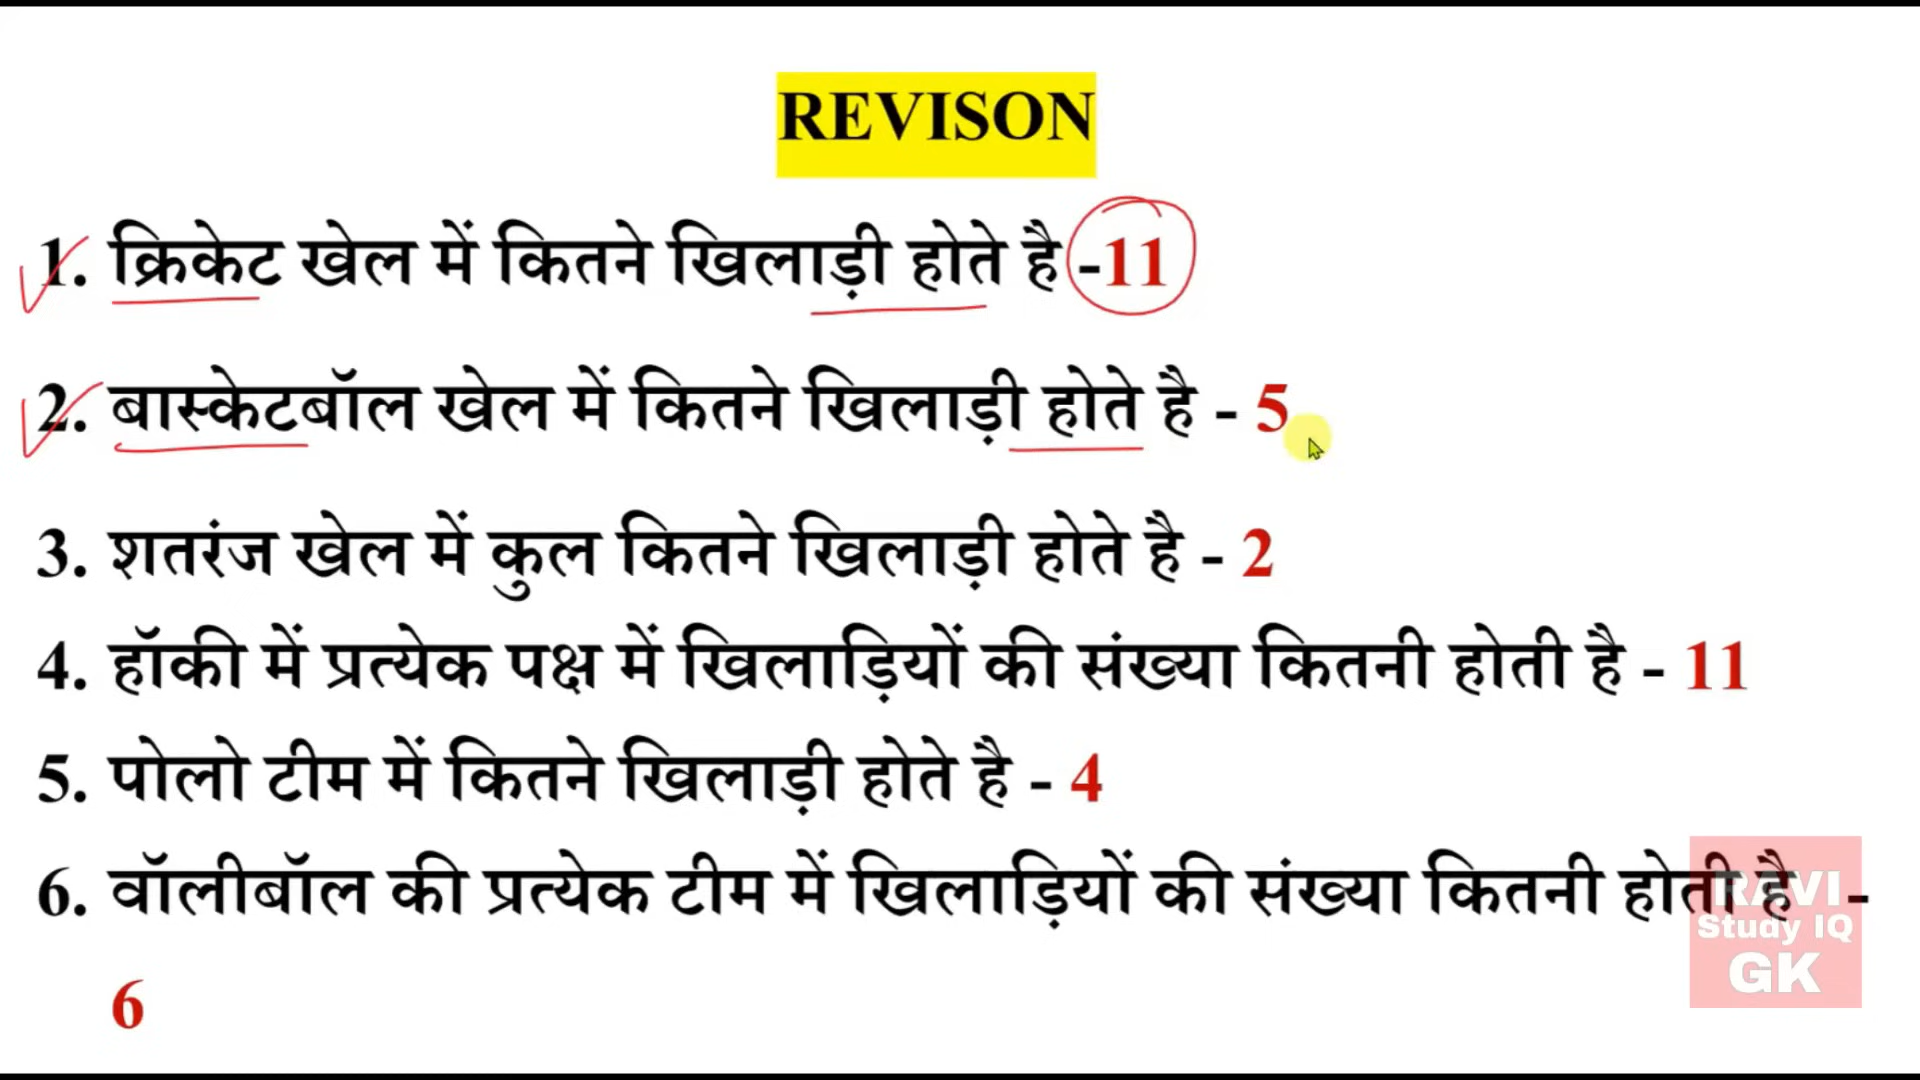 REVISON
1. क्रिकेट खेल में कितने खिलाड़ी होते है -11
2. बास्केटबॉल खेल में कितने खिलाड़ी होते है - 5
3. शतरंज खेल में कुल कितने खिलाड़ी होते है - 2
4. हॉकी में प्रत्येक पक्ष में खिलाड़ियों की संख्या कितनी होती है - 11
5. पोलो टीम में कितने खिलाड़ी होते है - 4
6. वॉलीबॉल की प्रत्येक टीम में खिलाड़ियों की संख्या कितनी होती है -
6
RAVI
Study IQ
GK